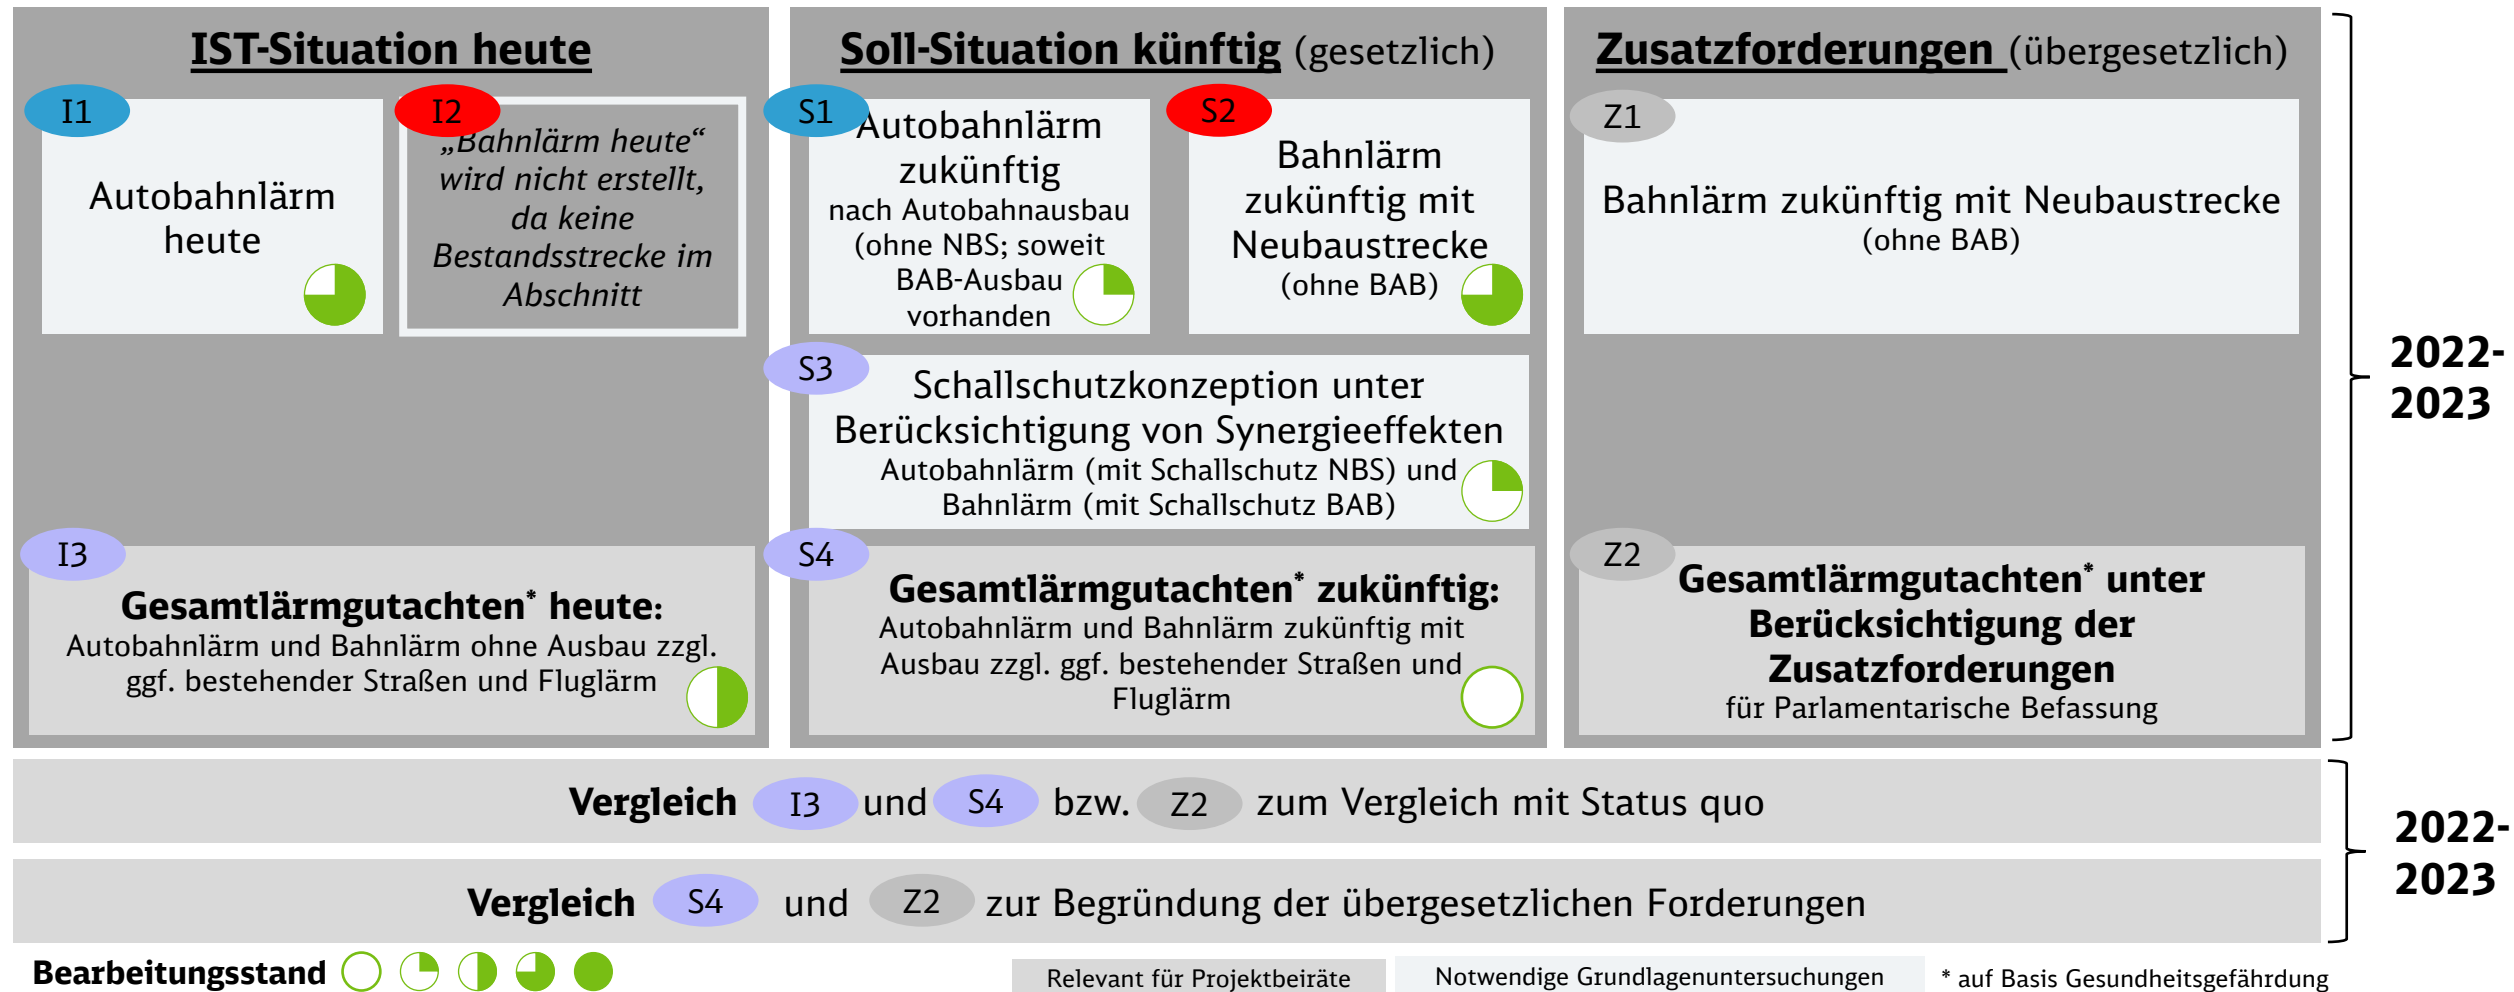 IST-Situation heute
I1
Autobahnlärm
heute
I2
„Bahnlärm heute“
wird nicht erstellt,
da keine
Bestandsstrecke im
Abschnitt
I3
Gesamtlärmgutachten* heute:
Autobahnlärm und Bahnlärm ohne Ausbau zzgl.
ggf. bestehender Straßen und Fluglärm
Soll-Situation künftig (gesetzlich)
S1
Autobahnlärm
zukünftig
nach Autobahnausbau
(ohne NBS; soweit
BAB-Ausbau
vorhanden
S2
Bahnlärm
zukünftig mit
Neubaustrecke
(ohne BAB)
S3
Schallschutzkonzeption unter
Berücksichtigung von Synergieeffekten
Autobahnlärm (mit Schallschutz NBS) und
Bahnlärm (mit Schallschutz BAB)
S4
Gesamtlärmgutachten* zukünftig:
Autobahnlärm und Bahnlärm zukünftig mit
Ausbau zzgl. ggf. bestehender Straßen und
Fluglärm
Zusatzforderungen (übergesetzlich)
Z1
Bahnlärm zukünftig mit Neubaustrecke
(ohne BAB)
Z2
Gesamtlärmgutachten* unter
Berücksichtigung der
Zusatzforderungen
für Parlamentarische Befassung
2022-
2023
Vergleich I3 und S4 bzw. Z2 zum Vergleich mit Status quo
Vergleich S4 und Z2 zur Begründung der übergesetzlichen Forderungen
2022-
2023
Bearbeitungsstand
Relevant für Projektbeiräte
Notwendige Grundlagenuntersuchungen
* auf Basis Gesundheitsgefährdung